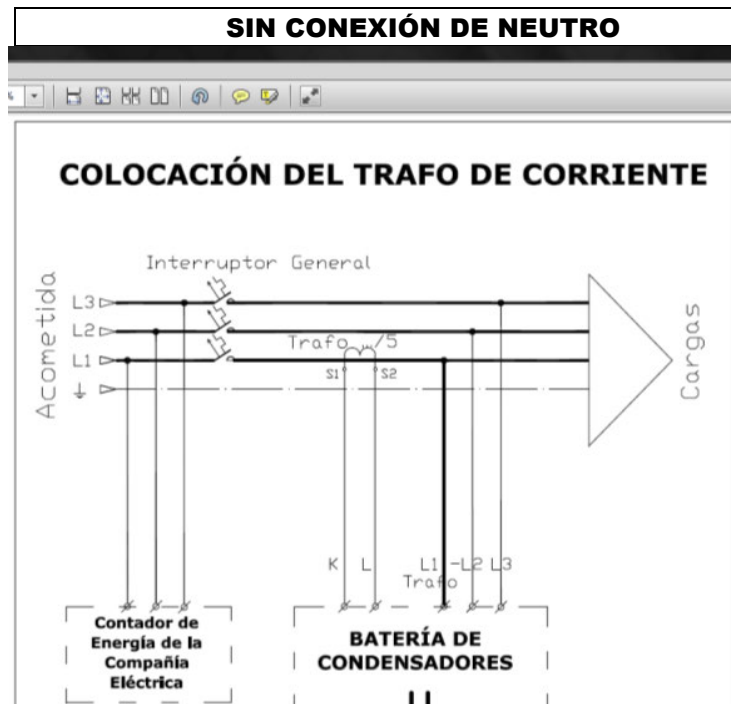 SIN CONEXIÓN DE NEUTRO
COLOCACIÓN DEL TRAFO DE CORRIENTE
Interruptor General
Acometida
L3
L2
Trafo .../5
L1
S1 S2
Cargas
K L L1-L2 L3
Trafo
Contador de
Energía de la
Compañía
Eléctrica
BATERÍA DE
CONDENSADORES